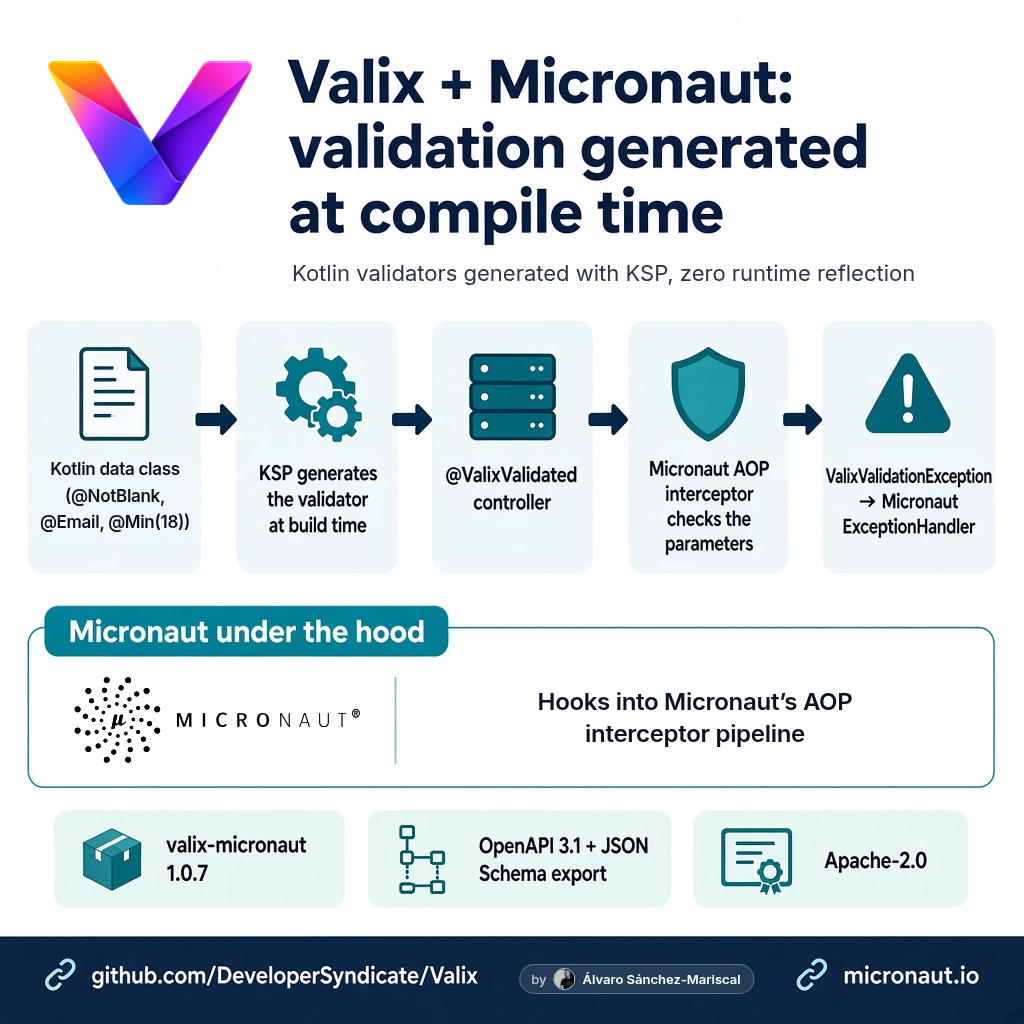 Valix + Micronaut:
validation generated
at compile time
Kotlin validators generated with KSP, zero runtime reflection
Kotlin data class
(@NotBlank,
@Email, @Min(18))
KSP generates
the validator
at build time
@ValixValidated
controller
Micronaut AOP
interceptor
checks the
parameters
ValixValidationException
→ Micronaut
ExceptionHandler
Micronaut under the hood
μ MICRONAUT®
Hooks into Micronaut’s AOP
interceptor pipeline
valix-micronaut
1.0.7
OpenAPI 3.1 + JSON
Schema export
Apache-2.0
github.com/DeveloperSyndicate/Valix
by Álvaro Sánchez-Mariscal
micronaut.io